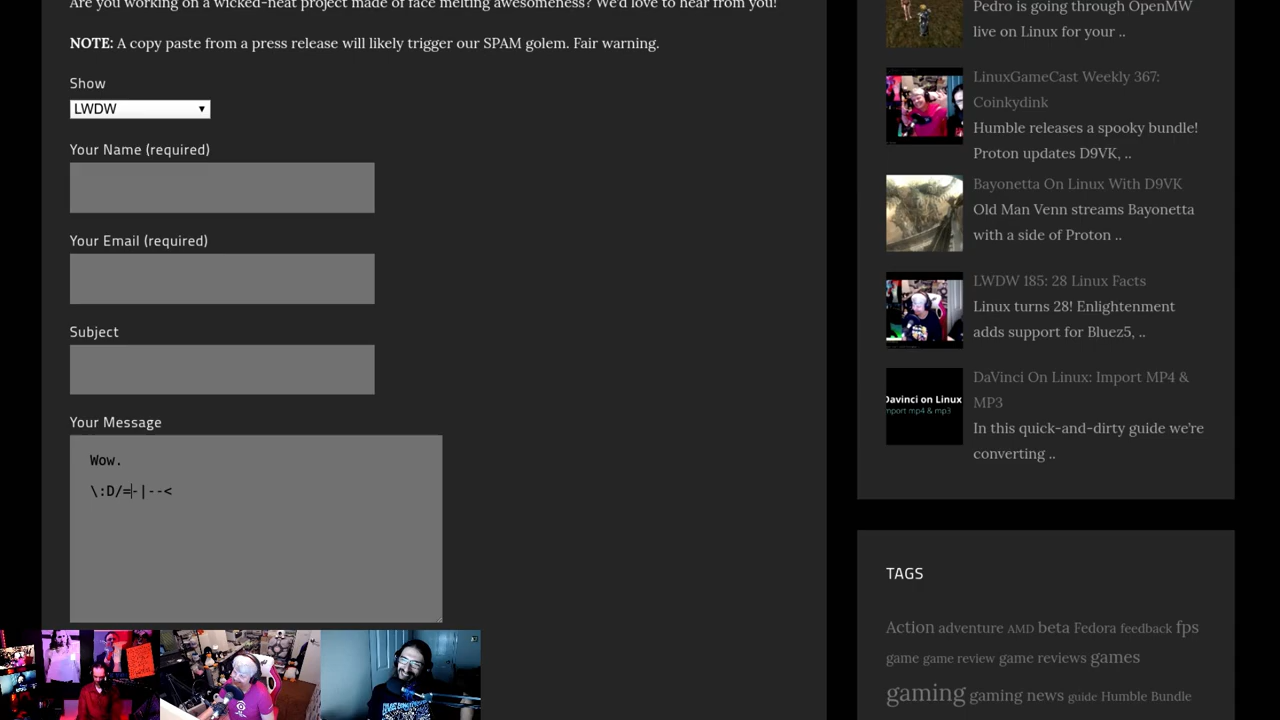 Are you working on a wicked-neat project made of face melting awesomeness? We'd love to hear from you!
NOTE: A copy paste from a press release will likely trigger our SPAM golem. Fair warning.
Show
LWDW
Your Name (required)
Your Email (required)
Subject
Your Message
Wow.
\:D/=-|--<
Pedro is going through OpenMW
live on Linux for your ..
LinuxGameCast Weekly 367:
Coinkydink
Humble releases a spooky bundle!
Proton updates D9VK, ..
Bayonetta On Linux With D9VK
Old Man Venn streams Bayonetta
with a side of Proton ..
LWDW 185: 28 Linux Facts
Linux turns 28! Enlightenment
adds support for Bluez5, ..
Davinci on Linux
mport mp4 & mp3
DaVinci On Linux: Import MP4 &
MP3
In this quick-and-dirty guide we're
converting ..
TAGS
Action adventure AMD beta Fedora feedback fps
game game review game reviews games
gaming gaming news guide Humble Bundle